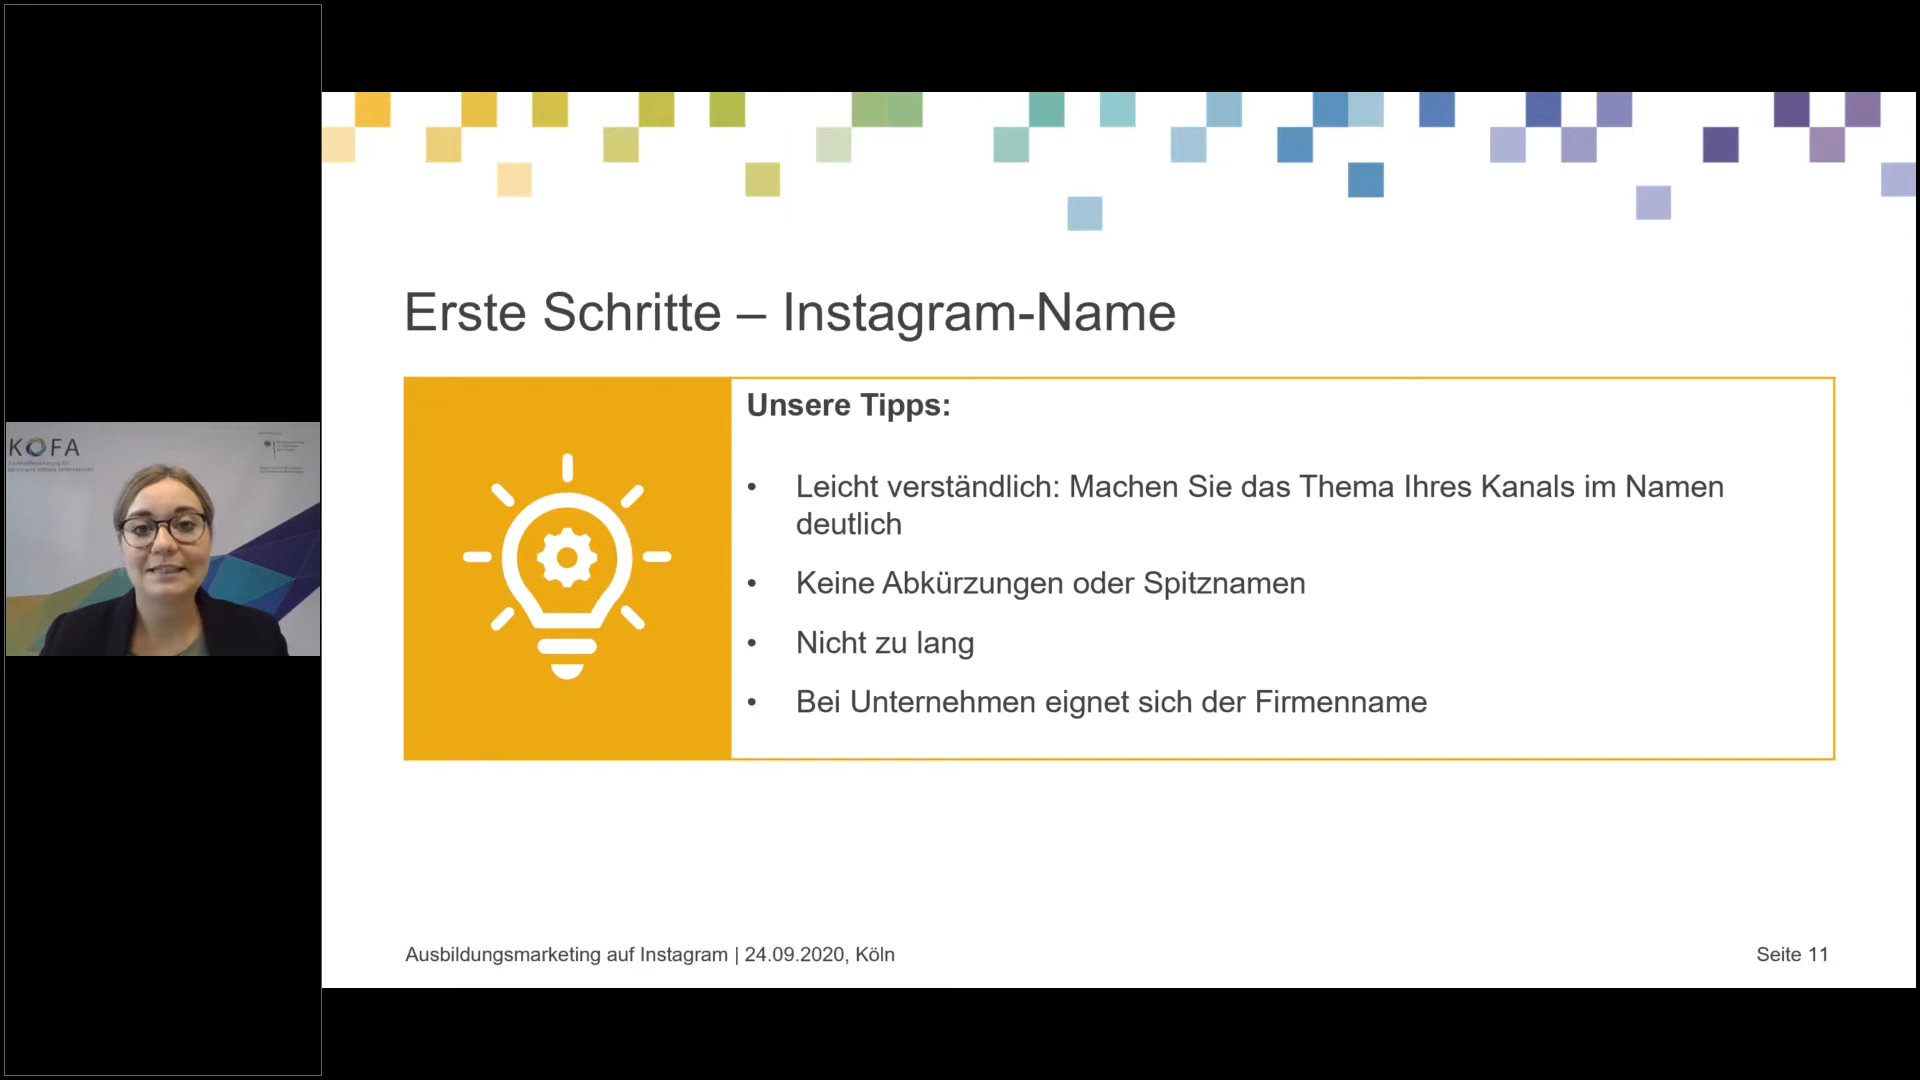 KOFA
Erste Schritte – Instagram-Name
Unsere Tipps:
• Leicht verständlich: Machen Sie das Thema Ihres Kanals im Namen
deutlich
• Keine Abkürzungen oder Spitznamen
• Nicht zu lang
• Bei Unternehmen eignet sich der Firmenname
Ausbildungsmarketing auf Instagram | 24.09.2020, Köln
Seite 11